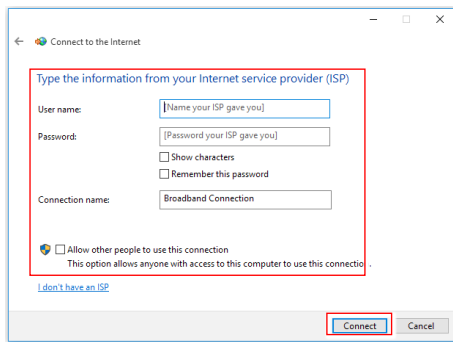 Connect to the Internet
Type the information from your Internet service provider (ISP)
User name:
[Name your ISP gave you]
Password:
[Password your ISP gave you]
Show characters
Remember this password
Connection name:
Broadband Connection
Allow other people to use this connection
This option allows anyone with access to this computer to use this connectio .
I don't have an ISP
Connect
Cancel